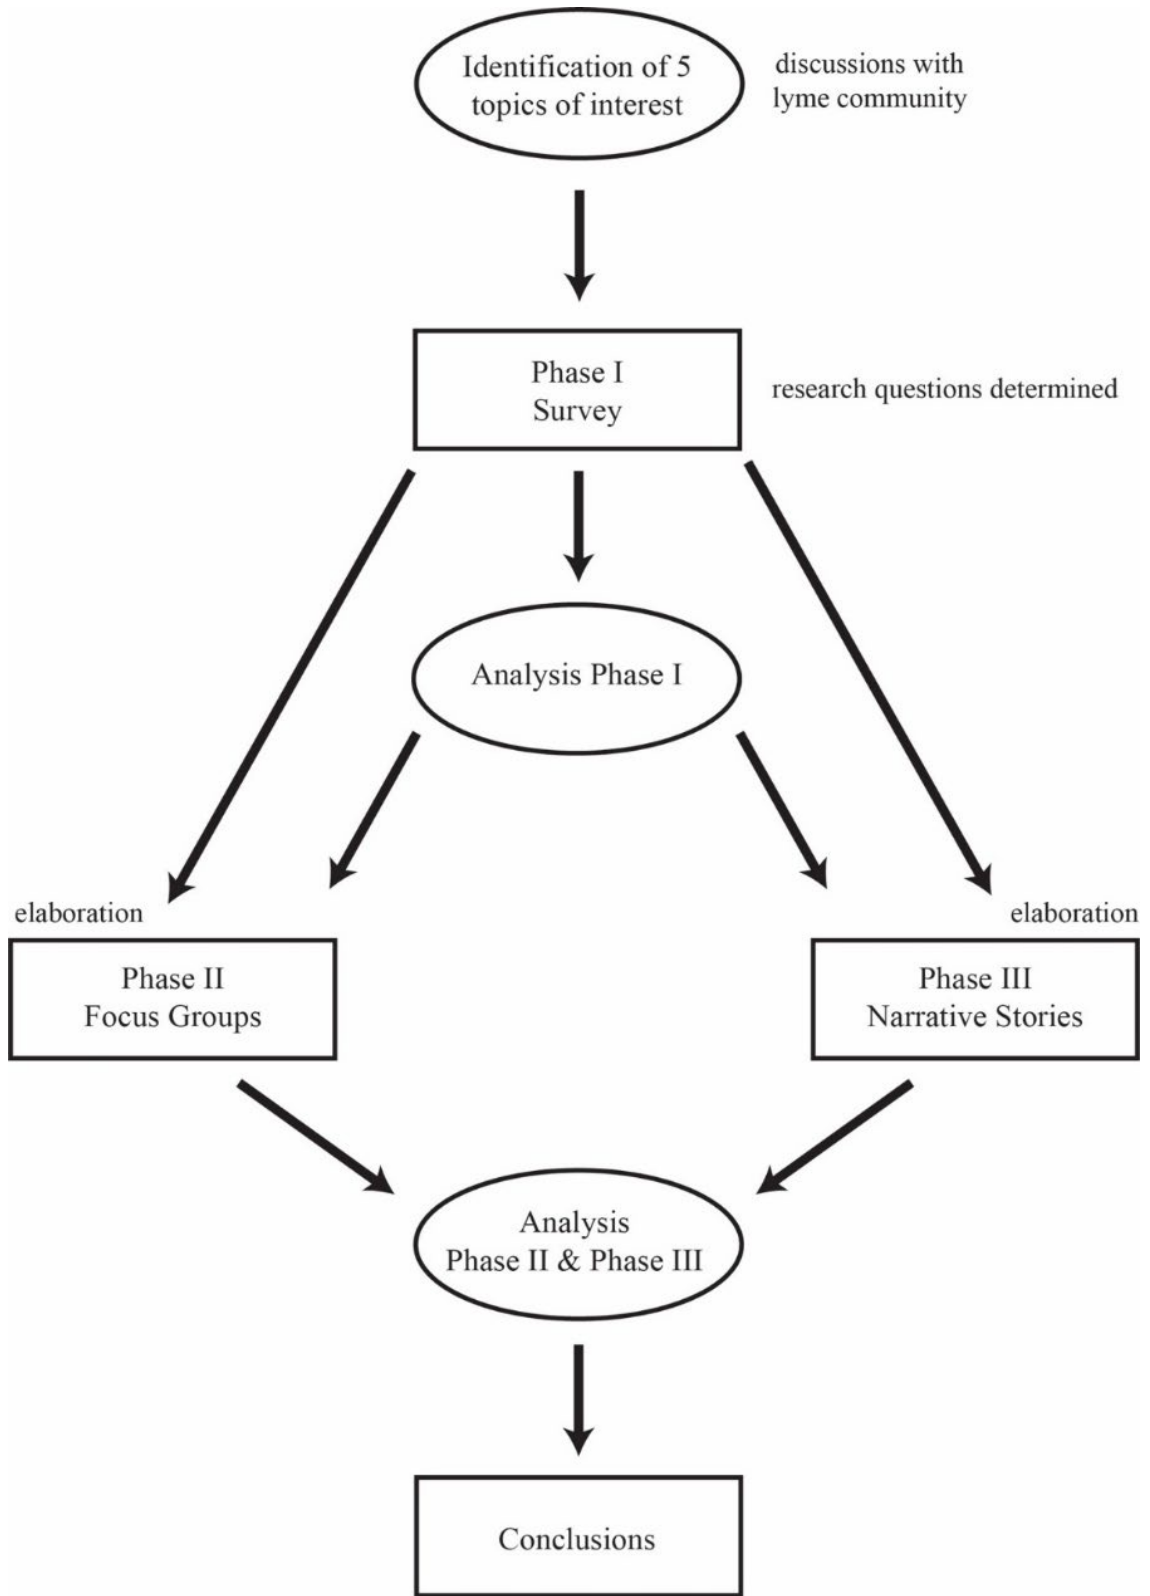 Identification of 5
topics of interest
discussions with
lyme community
Phase I
Survey
research questions determined
Analysis Phase I
elaboration
elaboration
Phase II
Focus Groups
Phase III
Narrative Stories
Analysis
Phase II & Phase III
Conclusions